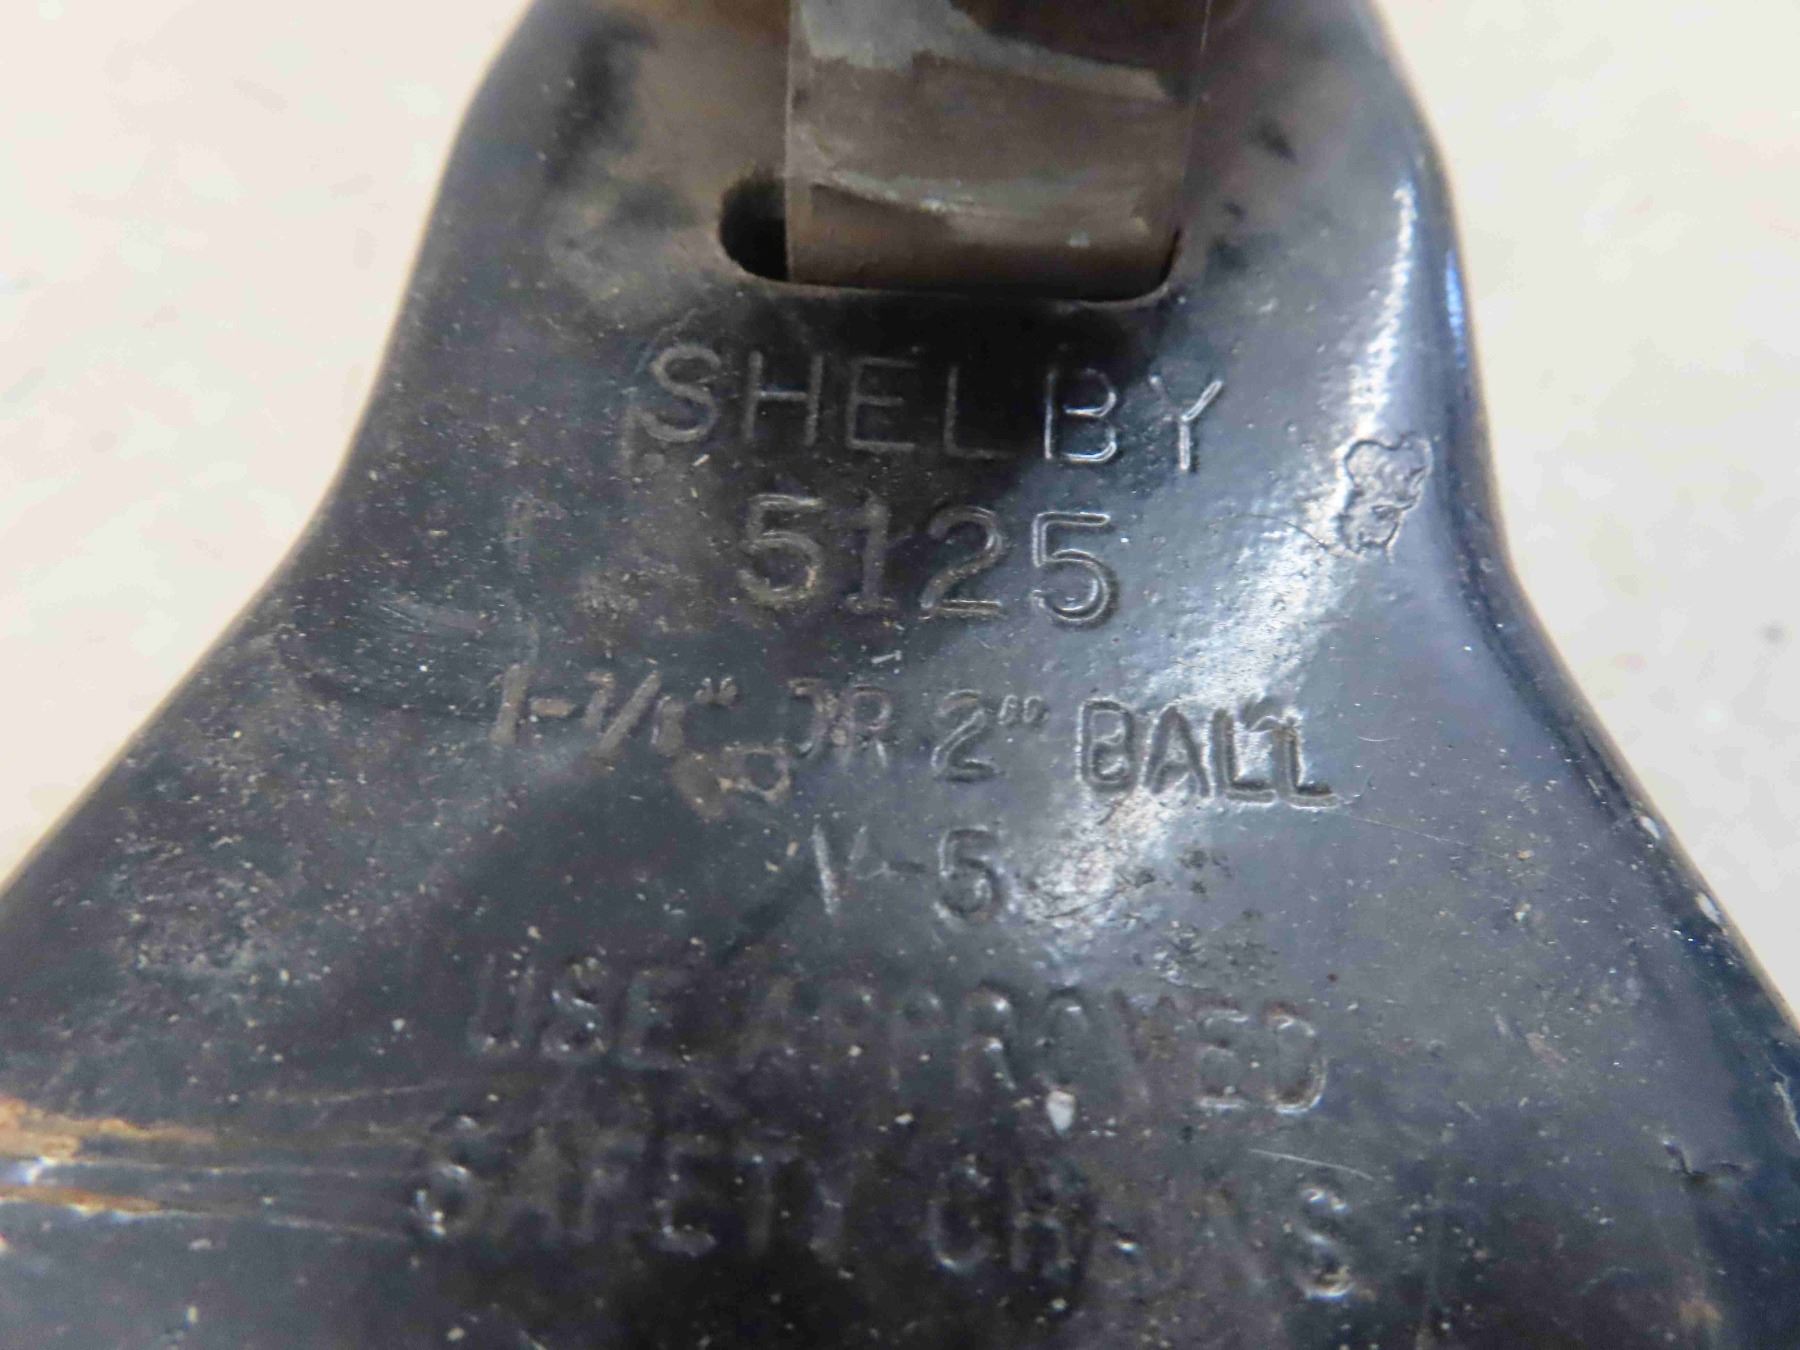 SHELBY
5125
1-7/8" OR 2" BALL
V-5
USE APPROVED
SAFETY CHAINS